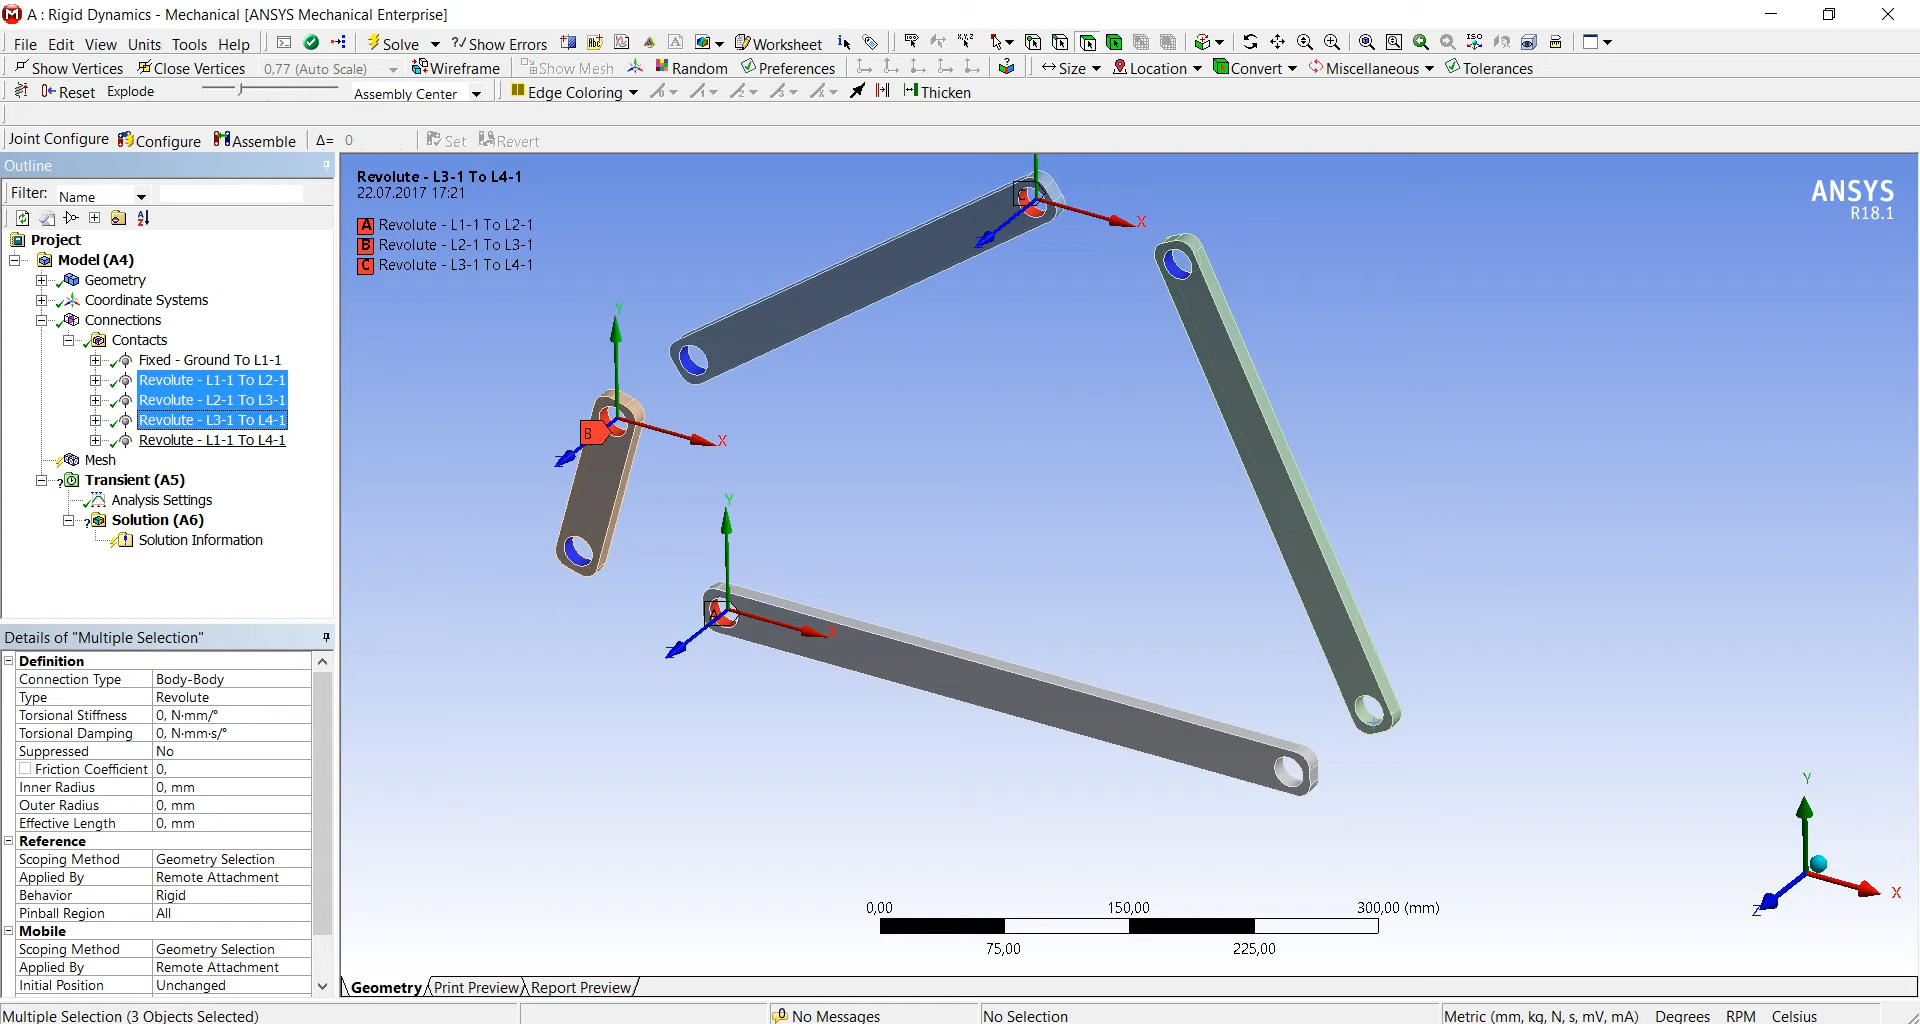 A : Rigid Dynamics - Mechanical [ANSYS Mechanical Enterprise]
File Edit View Units Tools Help Solve Show Errors Worksheet
Show Vertices Close Vertices 0,77 (Auto Scale) Wireframe Show Mesh Random Preferences Size Location Convert Miscellaneous Tolerances
Reset Explode Assembly Center Edge Coloring Thicken
Joint Configure Configure Assemble Δ= 0 Set Revert
Outline
Filter: Name
Project
Model (A4)
Geometry
Coordinate Systems
Connections
Contacts
Fixed - Ground To L1-1
Revolute - L1-1 To L2-1
Revolute - L2-1 To L3-1
Revolute - L3-1 To L4-1
Revolute - L1-1 To L4-1
Mesh
Transient (A5)
Analysis Settings
Solution (A6)
Solution Information
Details of "Multiple Selection"
Definition
Connection Type Body-Body
Type Revolute
Torsional Stiffness 0, N·mm/°
Torsional Damping 0, N·mm·s/°
Suppressed No
Friction Coefficient 0,
Inner Radius 0, mm
Outer Radius 0, mm
Effective Length 0, mm
Reference
Scoping Method Geometry Selection
Applied By Remote Attachment
Behavior Rigid
Pinball Region All
Mobile
Scoping Method Geometry Selection
Applied By Remote Attachment
Initial Position Unchanged
Revolute - L3-1 To L4-1
22.07.2017 17:21
A Revolute - L1-1 To L2-1
B Revolute - L2-1 To L3-1
C Revolute - L3-1 To L4-1
ANSYS
R18.1
C
X
Y
B
X
Z
Y
A
X
Z
Y
X
Z
0,00 150,00 300,00 (mm)
75,00 225,00
Geometry Print Preview Report Preview
Multiple Selection (3 Objects Selected) 0 No Messages No Selection Metric (mm, kg, N, s, mV, mA) Degrees RPM Celsius